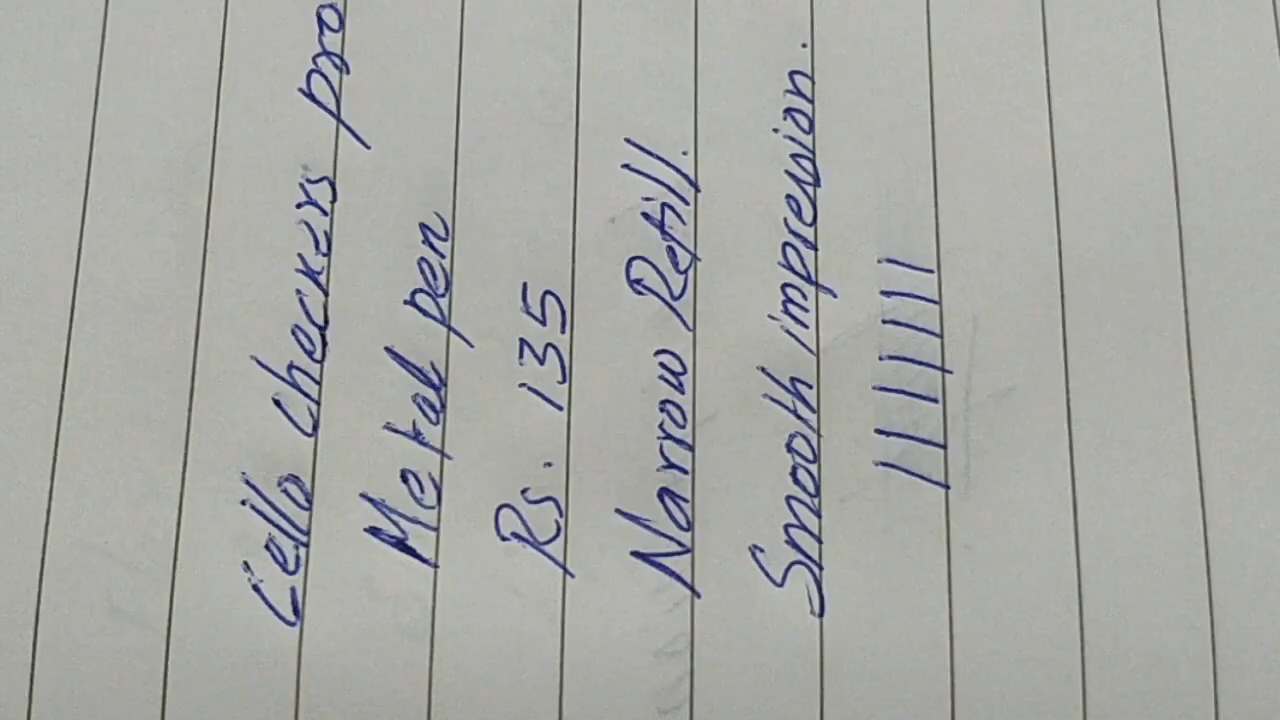 Cello Checkers pro
Metal pen
Rs. 135
Narrow Refill.
Smooth impression.